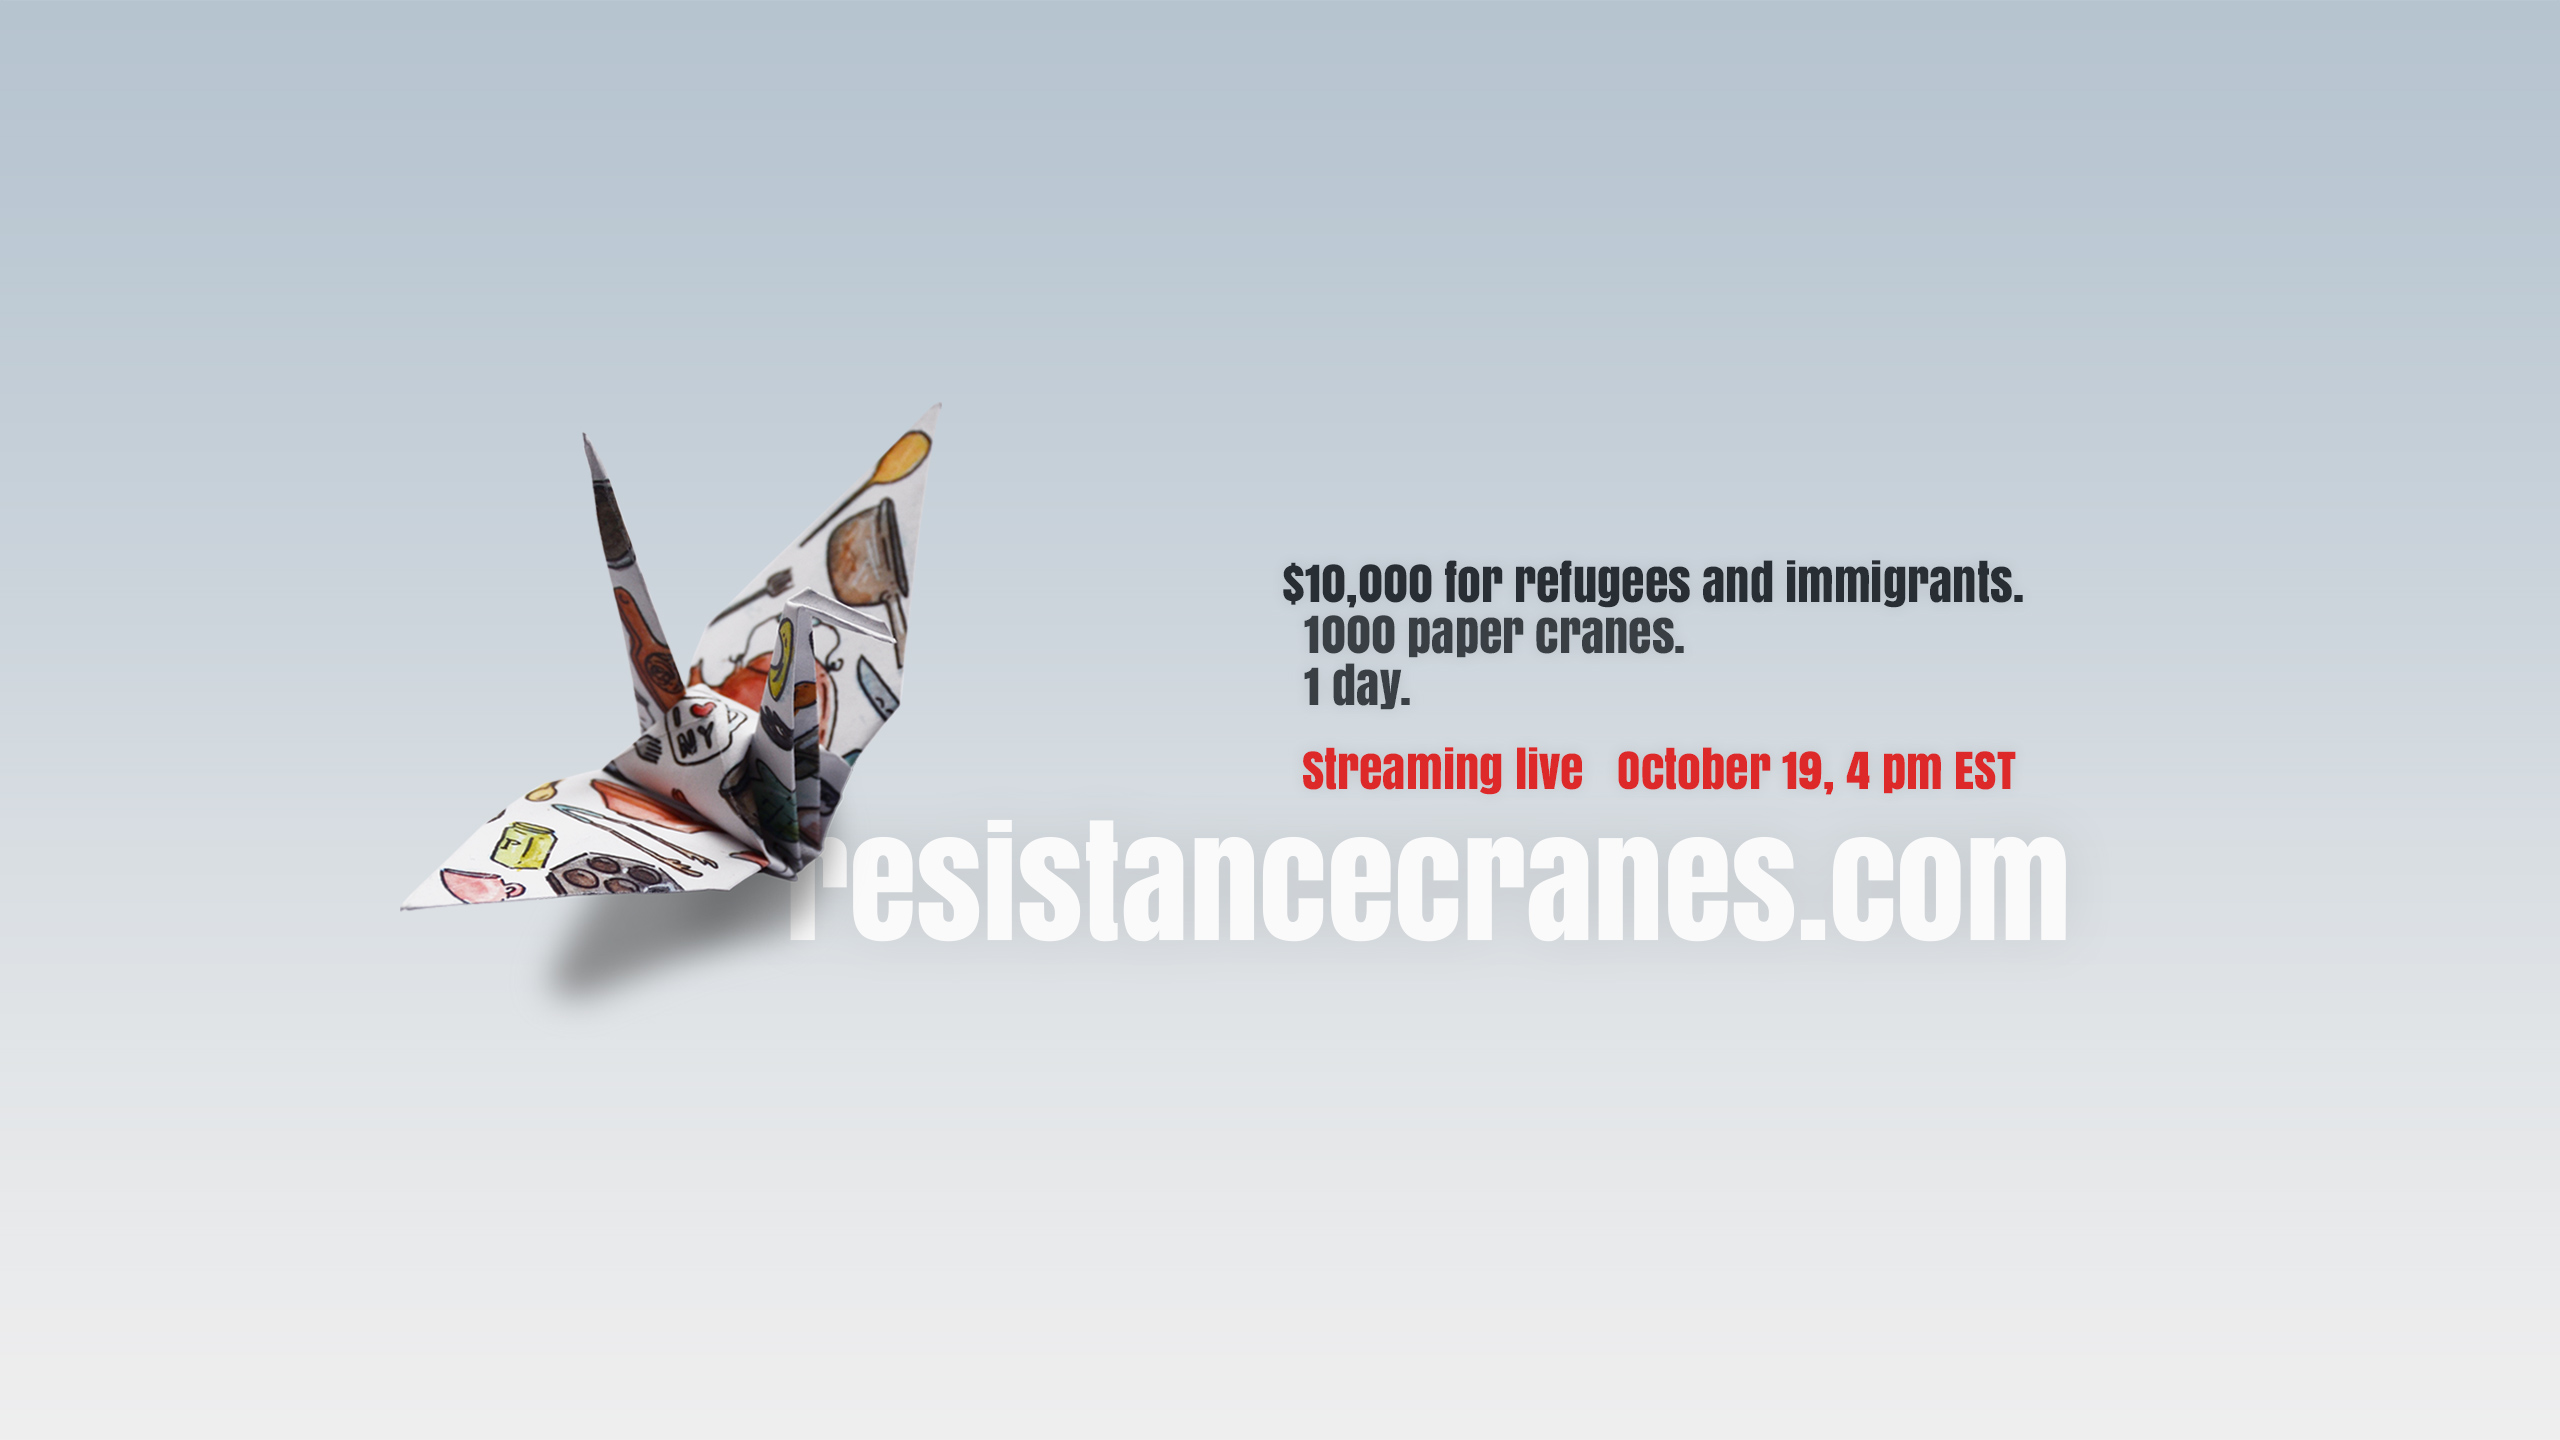 $10,000 for refugees and immigrants.
1000 paper cranes.
1 day.
Streaming live October 19, 4 pm EST
I ♥
NY
resistancecranes.com